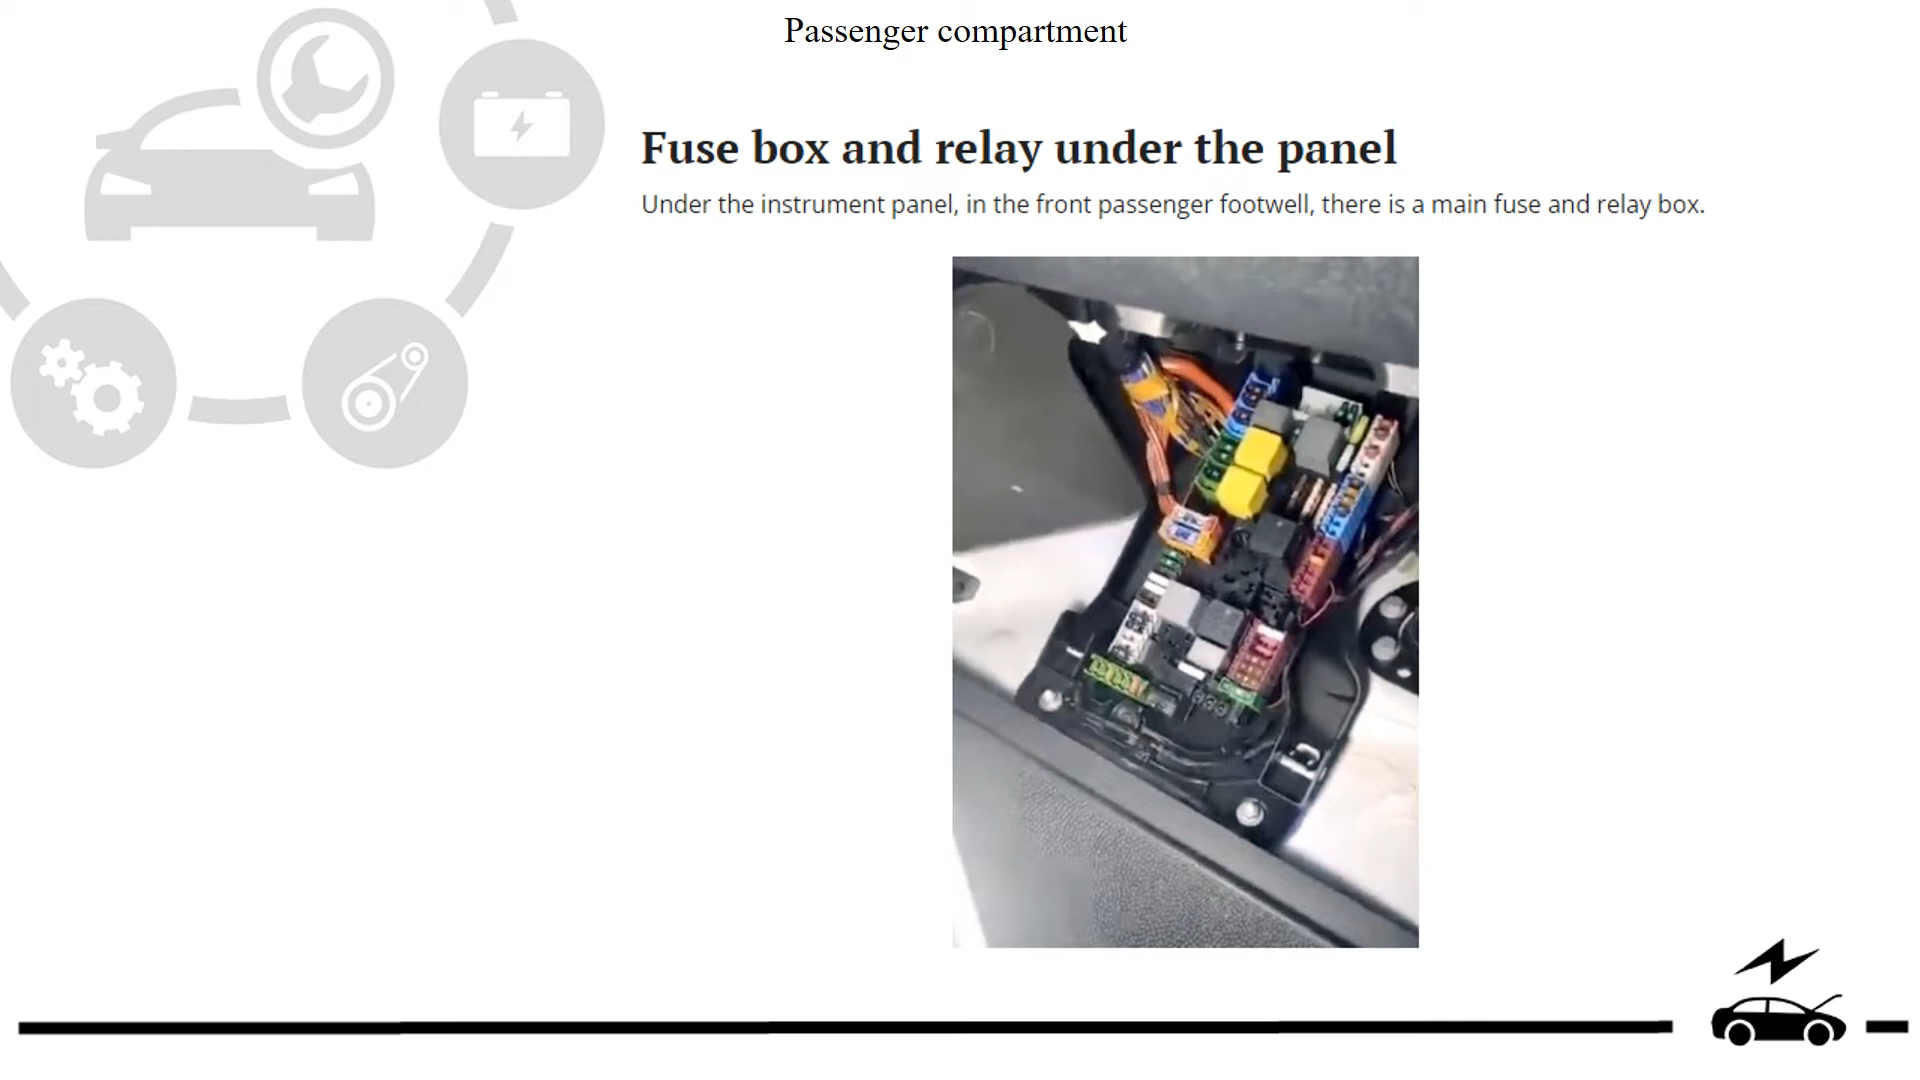 Passenger compartment
Fuse box and relay under the panel
Under the instrument panel, in the front passenger footwell, there is a main fuse and relay box.